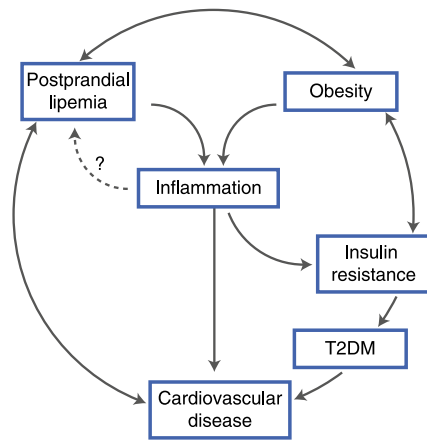 Postprandial
lipemia
Obesity
?
Inflammation
Insulin
resistance
T2DM
Cardiovascular
disease